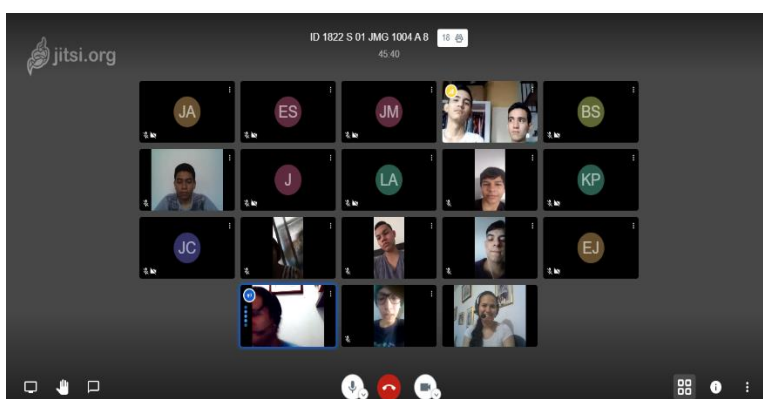 jitsi.org
ID 1822 S 01 JMG 1004 A 8
18
45:40
JA
ES
JM
BS
J
LA
KP
JC
EJ